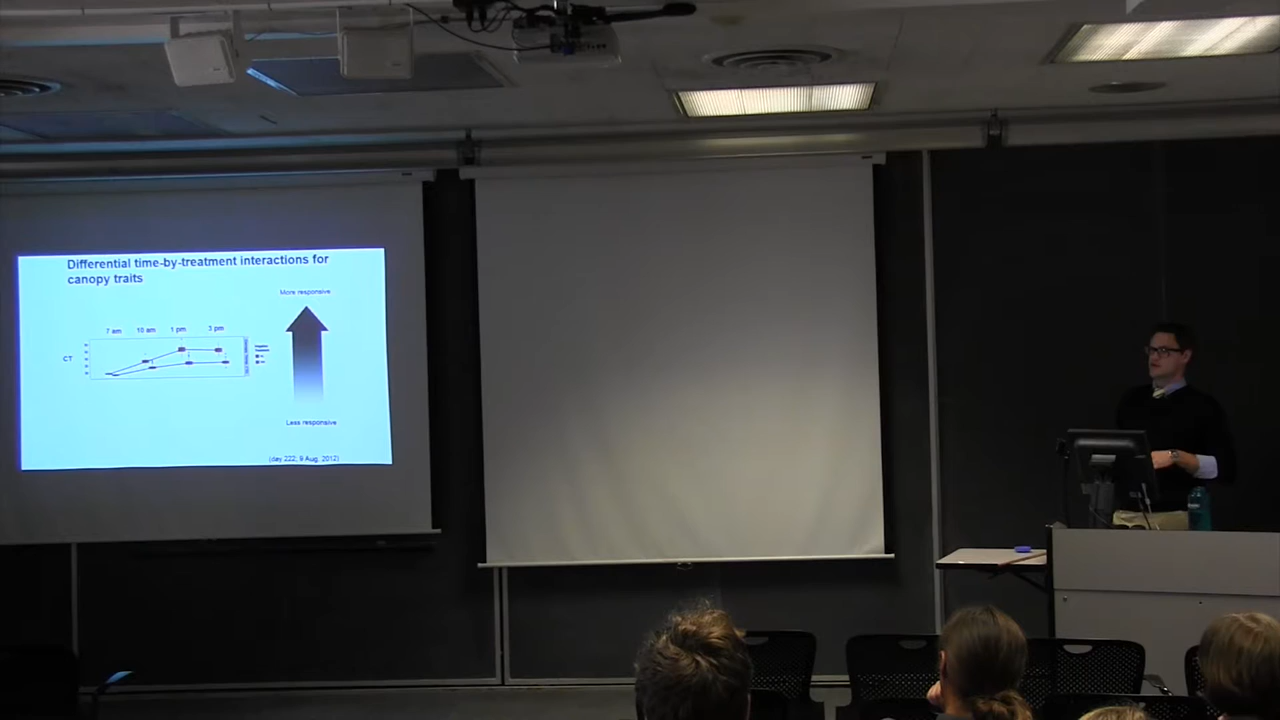 Differential time-by-treatment interactions for
canopy traits
More responsive
7 am 10 am 1 pm 3 pm
CT
Less responsive
(day 222; 9 Aug, 2012)